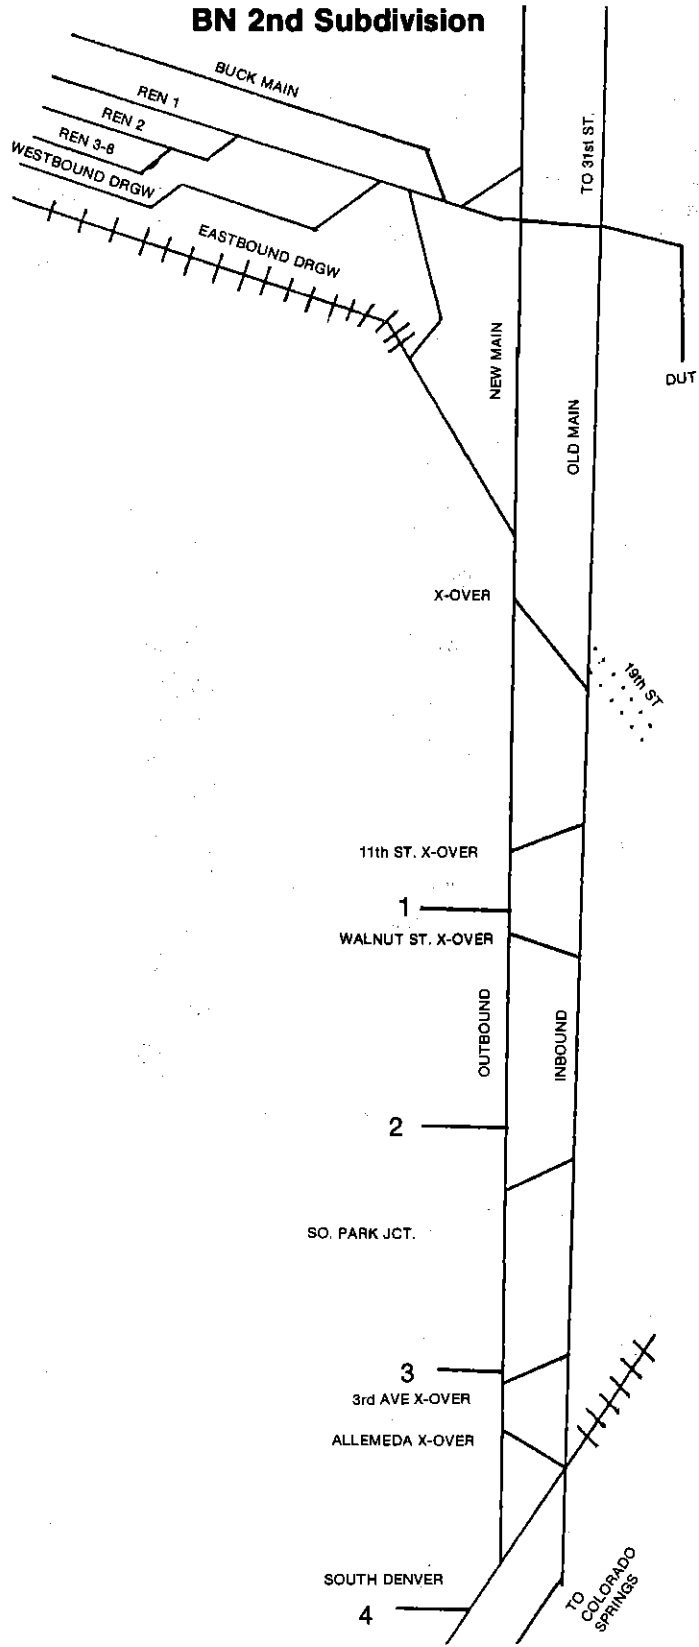 BN 2nd Subdivision
BUCK MAIN
REN 1
REN 2
REN 3-8
WESTBOUND DRGW
EASTBOUND DRGW
TO 31st ST.
NEW MAIN
OLD MAIN
DUT
X-OVER
19th ST
11th ST. X-OVER
1
WALNUT ST. X-OVER
OUTBOUND
INBOUND
2
SO. PARK JCT.
3
3rd AVE X-OVER
ALLEMEDA X-OVER
SOUTH DENVER
4
TO
COLORADO
SPRINGS